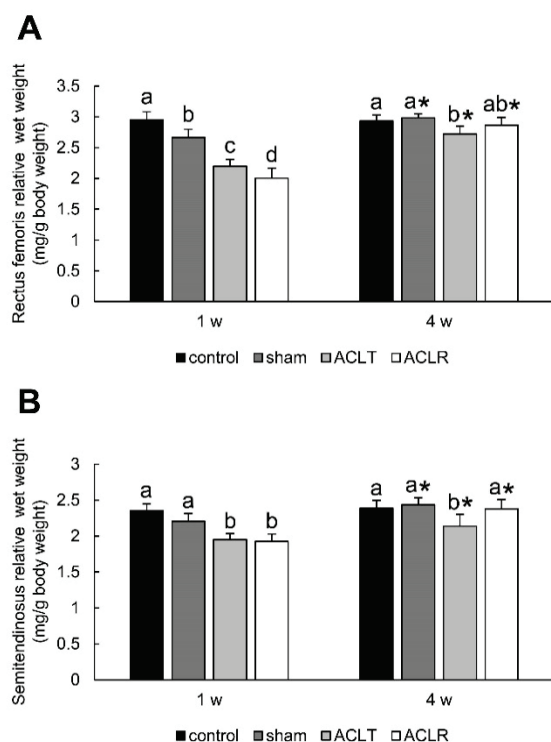 A
Rectus femoris relative wet weight
(mg/g body weight)
3.5
3
2.5
2
1.5
1
0.5
0
a
b
c
d
a
a*
b*
ab*
1 w
4 w
control sham ACLT ACLR
B
Semitendinosus relative wet weight
(mg/g body weight)
3
2.5
2
1.5
1
0.5
0
a
a
b
b
a
a*
b*
a*
1 w
4 w
control sham ACLT ACLR